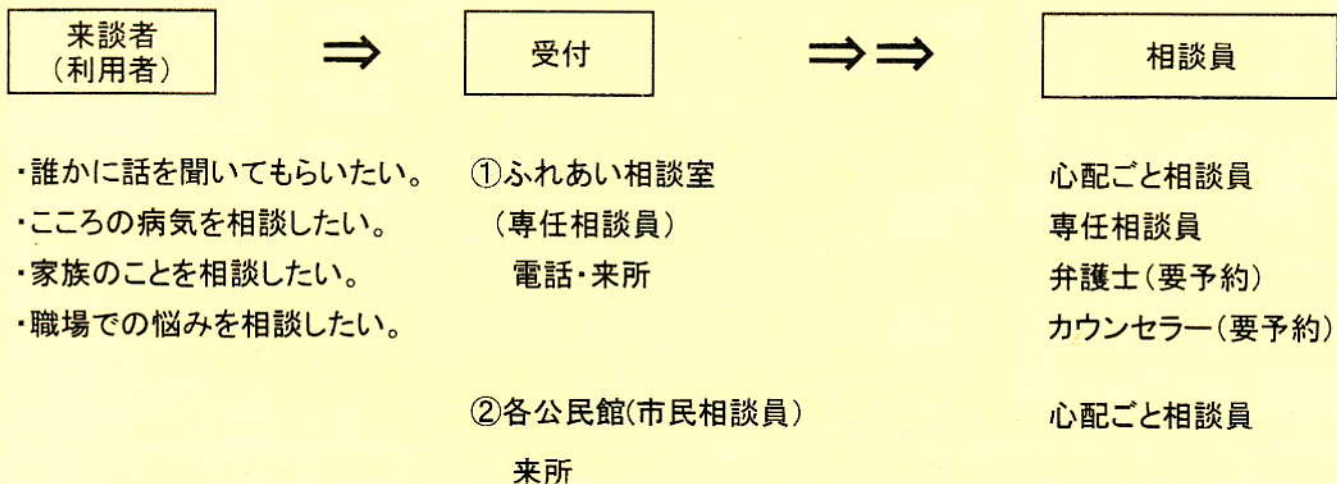 来談者
（利用者）
⇒
受付
⇒⇒
相談員
・誰かに話を聞いてもらいたい。
・こころの病気を相談したい。
・家族のことを相談したい。
・職場での悩みを相談したい。
①ふれあい相談室
（専任相談員）
電話・来所
心配ごと相談員
専任相談員
弁護士（要予約）
カウンセラー（要予約）
②各公民館(市民相談員）
来所
心配ごと相談員